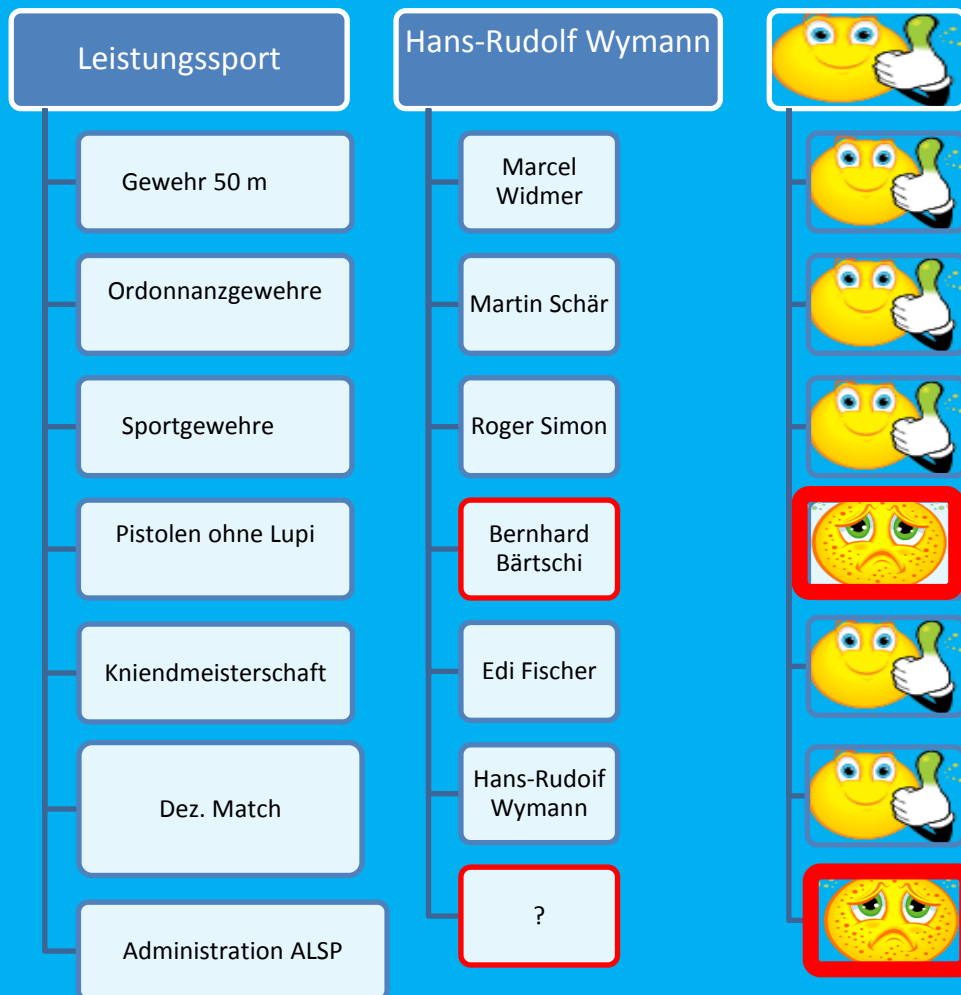 Leistungssport
Hans-Rudolf Wymann
Gewehr 50 m
Marcel
Widmer
Ordonnanzgewehre
Martin Schär
Sportgewehre
Roger Simon
Pistolen ohne Lupi
Bernhard
Bärtschi
Kniendmeisterschaft
Edi Fischer
Dez. Match
Hans-Rudoif
Wymann
Administration ALSP
?